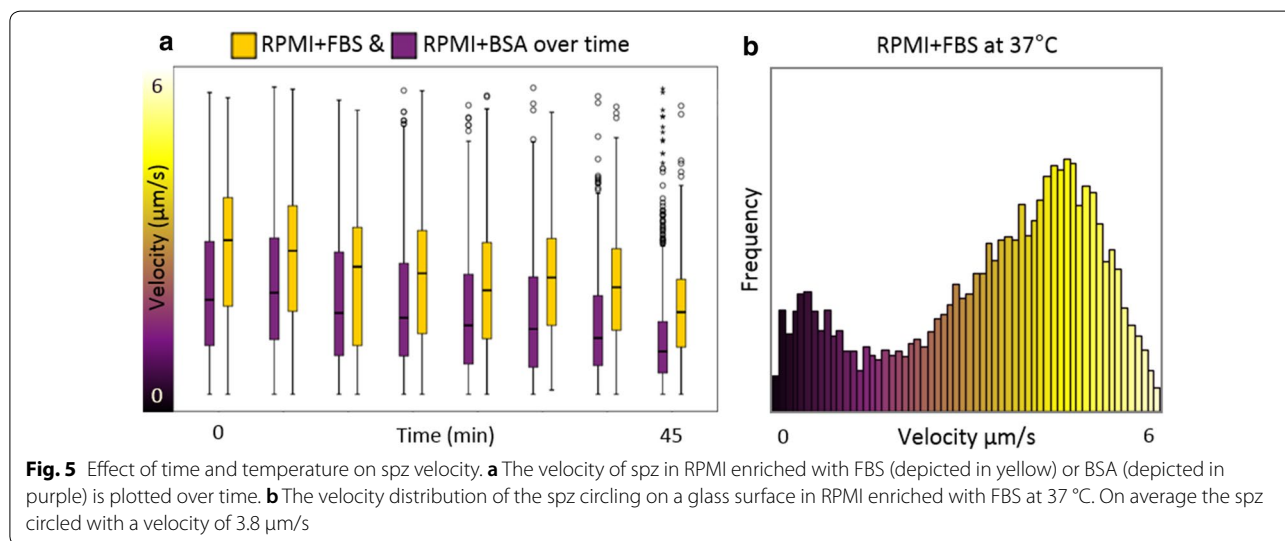 a RPMI+FBS & RPMI+BSA over time
6
Velocity (µm/s)
0
0 Time (min) 45
b RPMI+FBS at 37°C
Frequency
0 Velocity µm/s 6
Fig. 5 Effect of time and temperature on spz velocity. a The velocity of spz in RPMI enriched with FBS (depicted in yellow) or BSA (depicted in
purple) is plotted over time. b The velocity distribution of the spz circling on a glass surface in RPMI enriched with FBS at 37 °C. On average the spz
circled with a velocity of 3.8 µm/s